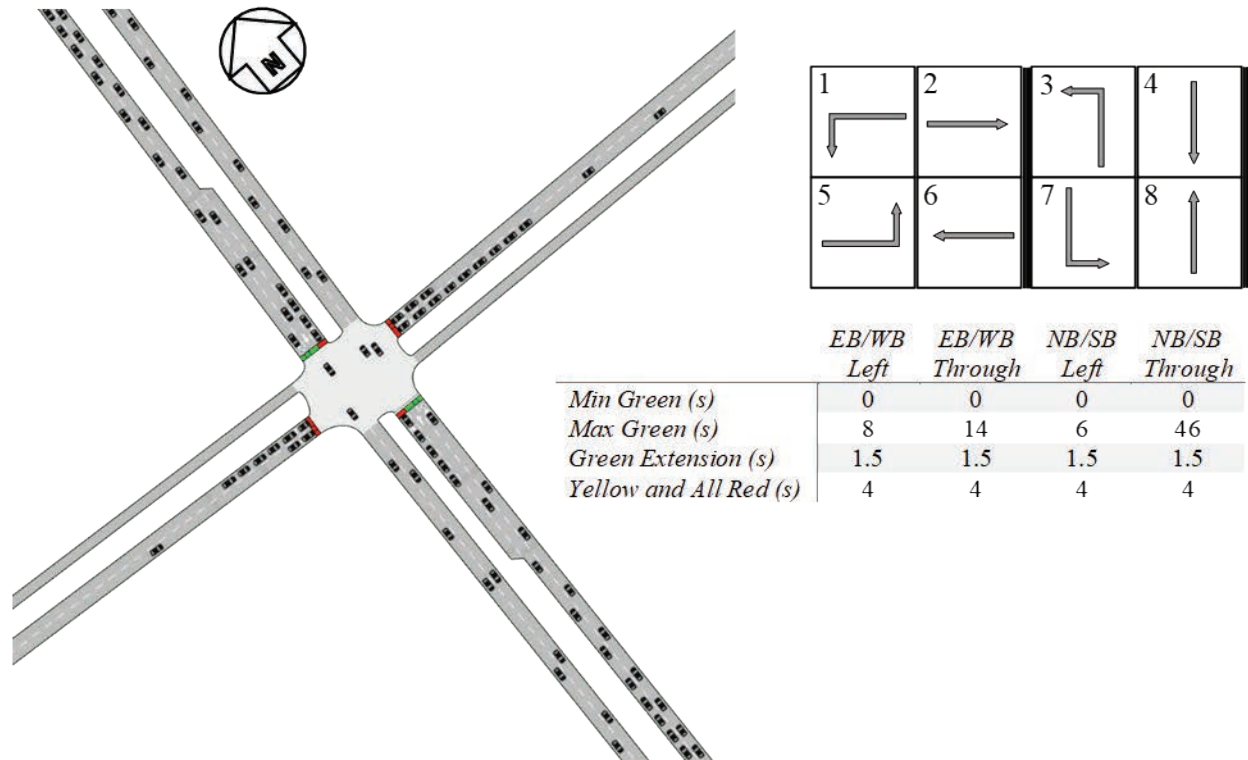 N
1 2 3 4
5 6 7 8
EB/WB Left EB/WB Through NB/SB Left NB/SB Through
Min Green (s) 0 0 0 0
Max Green (s) 8 14 6 46
Green Extension (s) 1.5 1.5 1.5 1.5
Yellow and All Red (s) 4 4 4 4